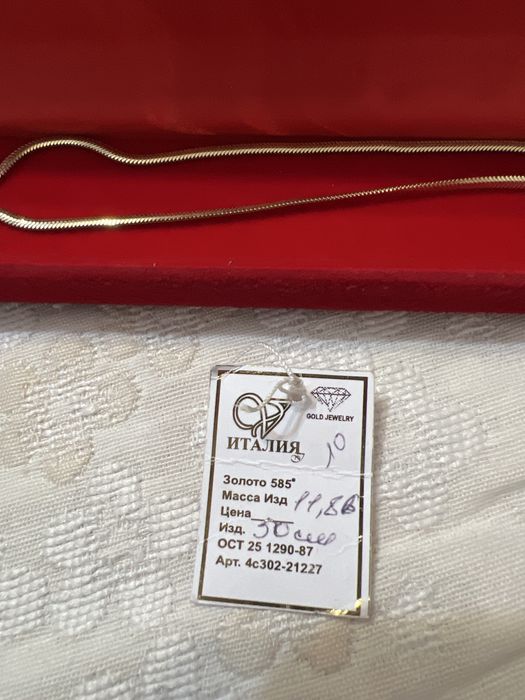 GOLD JEWELRY
ИТАЛИЯ
10
Золото 585°
Масса Изд 11,86
Цена
Изд. 50 см
ОСТ 25 1290-87
Арт. 4с302-21227